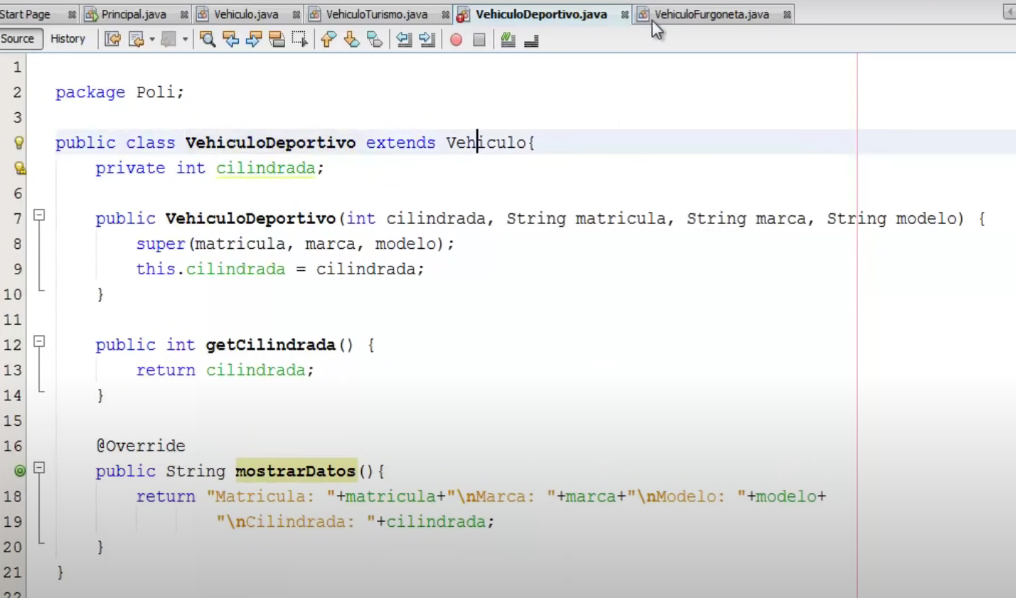 Start Page Principal.java Vehiculo.java VehiculoTurismo.java VehiculoDeportivo.java VehiculoFurgoneta.java
Source History
1
2 package Poli;
3
public class VehiculoDeportivo extends Vehiculo{
private int cilindrada;
6
7 public VehiculoDeportivo(int cilindrada, String matricula, String marca, String modelo) {
8 super(matricula, marca, modelo);
9 this.cilindrada = cilindrada;
10 }
11
12 public int getCilindrada() {
13 return cilindrada;
14 }
15
16 @Override
public String mostrarDatos(){
18 return "Matricula: "+matricula+"\nMarca: "+marca+"\nModelo: "+modelo+
19 "\nCilindrada: "+cilindrada;
20 }
21 }
22